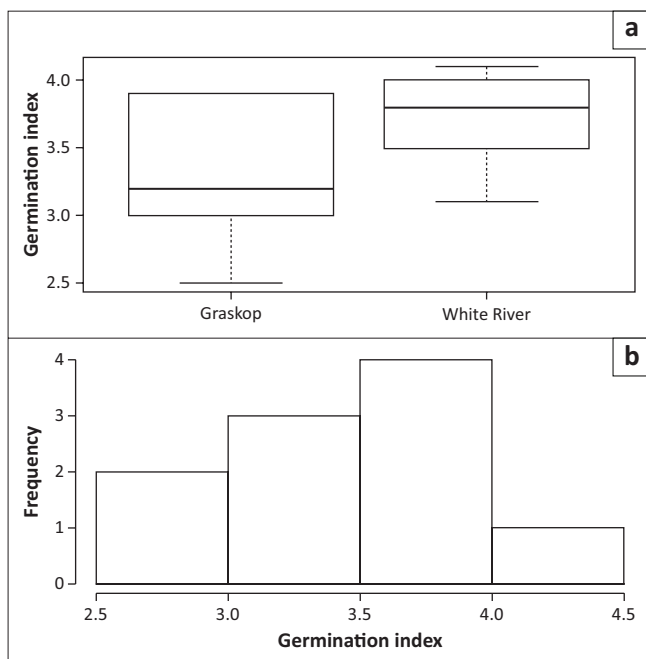 a
Germination index
4.0
3.5
3.0
2.5
Graskop White River
b
Frequency
4
3
2
1
0
2.5 3.0 3.5 4.0 4.5
Germination index